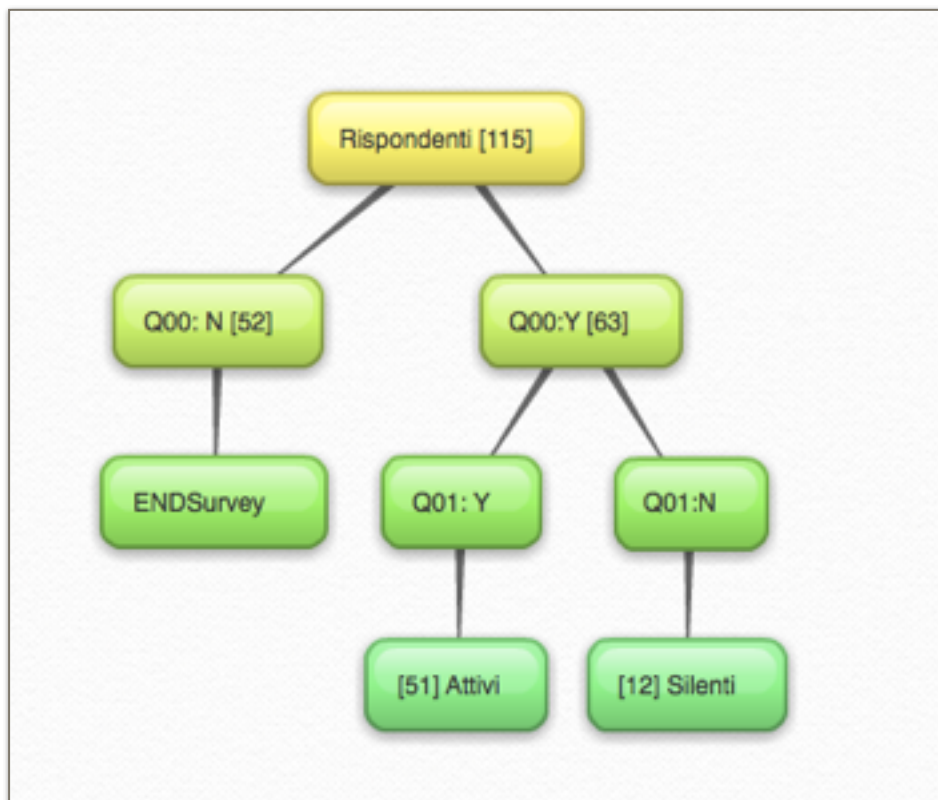 Rispondenti [115]
Q00: N [52]
Q00:Y [63]
ENDSurvey
Q01: Y
Q01:N
[51] Attivi
[12] Silenti